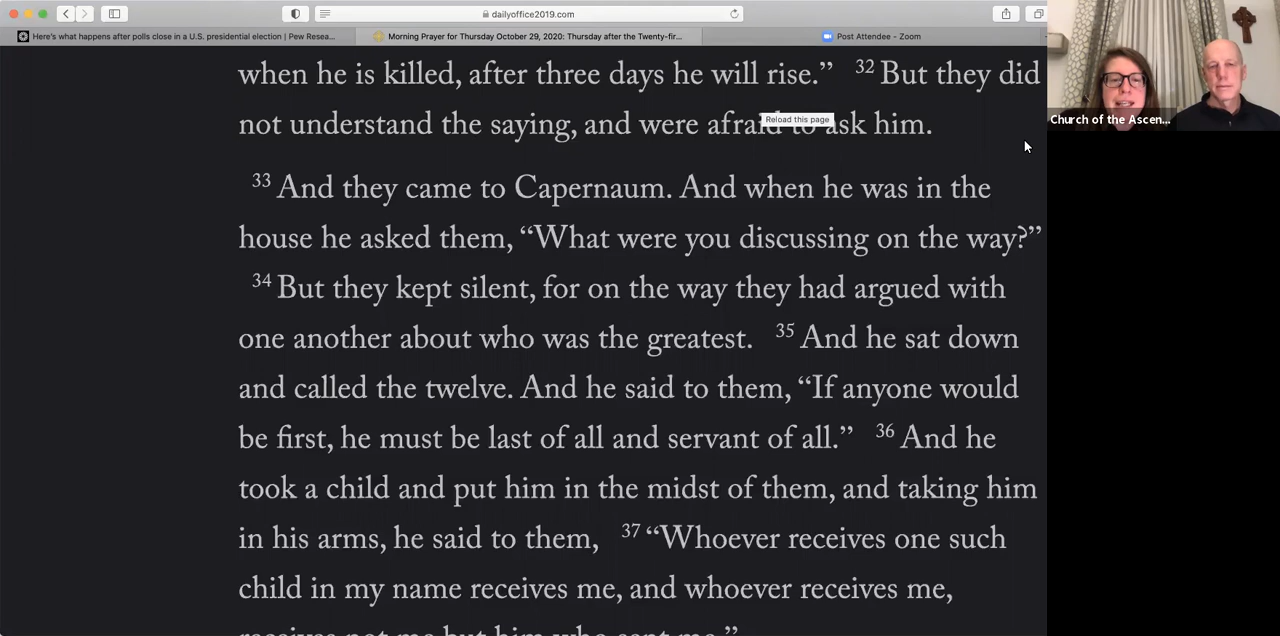 dailyoffice2019.com
Here's what happens after polls close in a U.S. presidential election | Pew Resea...
Morning Prayer for Thursday October 29, 2020: Thursday after the Twenty-fir...
Post Attendee - Zoom
when he is killed, after three days he will rise.” 32 But they did
not understand the saying, and were afraid to ask him.
Reload this page
33 And they came to Capernaum. And when he was in the
house he asked them, “What were you discussing on the way?”
34 But they kept silent, for on the way they had argued with
one another about who was the greatest. 35 And he sat down
and called the twelve. And he said to them, “If anyone would
be first, he must be last of all and servant of all.” 36 And he
took a child and put him in the midst of them, and taking him
in his arms, he said to them, 37 “Whoever receives one such
child in my name receives me, and whoever receives me,
receives not me but him who sent me.”
Church of the Ascen...